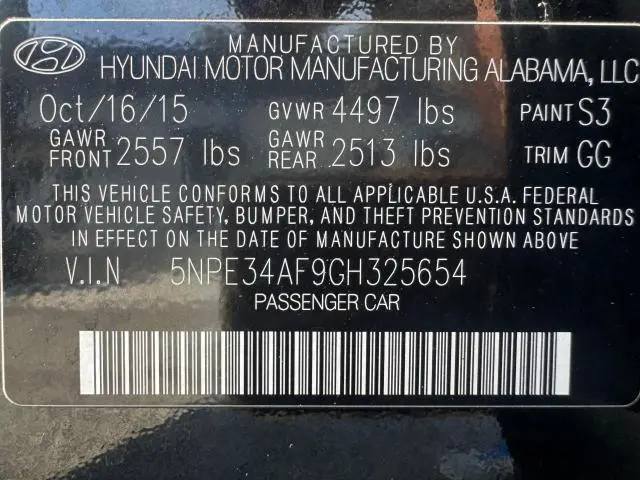 MANUFACTURED BY
HYUNDAI MOTOR MANUFACTURING ALABAMA, LLC
Oct/16/15 GVWR 4497 lbs PAINT S3
GAWR FRONT 2557 lbs GAWR REAR 2513 lbs TRIM GG
THIS VEHICLE CONFORMS TO ALL APPLICABLE U.S.A. FEDERAL
MOTOR VEHICLE SAFETY, BUMPER, AND THEFT PREVENTION STANDARDS
IN EFFECT ON THE DATE OF MANUFACTURE SHOWN ABOVE
V.I.N 5NPE34AF9GH325654
PASSENGER CAR